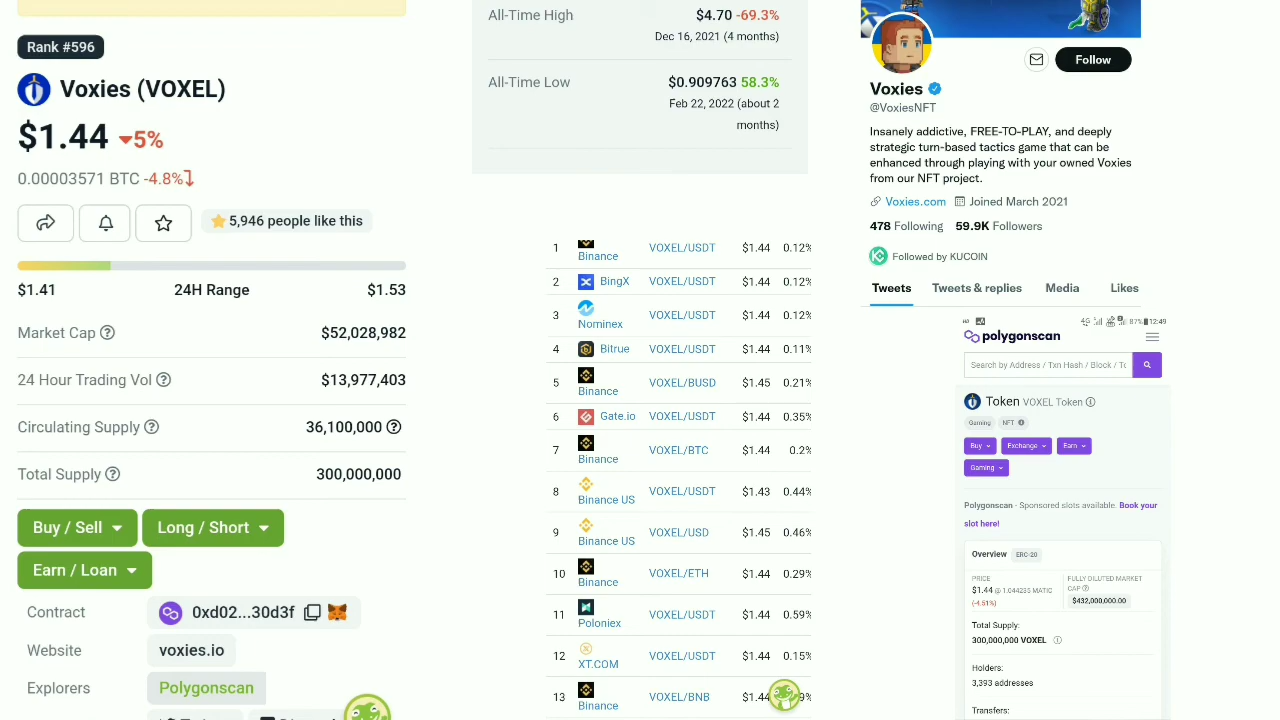 Rank #596
Voxies (VOXEL)
$1.44 5%
0.00003571 BTC -4.8%
5,946 people like this
$1.41 24H Range $1.53
Market Cap $52,028,982
24 Hour Trading Vol $13,977,403
Circulating Supply 36,100,000
Total Supply 300,000,000
Buy / Sell Long / Short
Earn / Loan
Contract 0xd02...30d3f
Website voxies.io
Explorers Polygonscan
All-Time High $4.70 -69.3%
Dec 16, 2021 (4 months)
All-Time Low $0.909763 58.3%
Feb 22, 2022 (about 2
months)
1 Binance VOXEL/USDT $1.44 0.12%
2 BingX VOXEL/USDT $1.44 0.12%
3 Nominex VOXEL/USDT $1.44 0.12%
4 Bitrue VOXEL/USDT $1.44 0.11%
5 Binance VOXEL/BUSD $1.45 0.21%
6 Gate.io VOXEL/USDT $1.44 0.35%
7 Binance VOXEL/BTC $1.44 0.2%
8 Binance US VOXEL/USDT $1.43 0.44%
9 Binance US VOXEL/USD $1.45 0.46%
10 Binance VOXEL/ETH $1.44 0.29%
11 Poloniex VOXEL/USDT $1.44 0.59%
12 XT.COM VOXEL/USDT $1.44 0.15%
13 Binance VOXEL/BNB $1.44
Follow
Voxies
@VoxiesNFT
Insanely addictive, FREE-TO-PLAY, and deeply
strategic turn-based tactics game that can be
enhanced through playing with your owned Voxies
from our NFT project.
Voxies.com Joined March 2021
478 Following 59.9K Followers
Followed by KUCOIN
Tweets Tweets & replies Media Likes
4G 87% 12:49
polygonscan
Search by Address / Txn Hash / Block / To
Token VOXEL Token
Gaming NFT
Buy Exchange Earn
Gaming
Polygonscan - Sponsored slots available. Book your
slot here!
Overview ERC-20
PRICE
$1.44 @ 1.044235 MATIC
(-4.51%)
FULLY DILUTED MARKET
CAP
$432,000,000.00
Total Supply:
300,000,000 VOXEL
Holders:
3,393 addresses
Transfers: